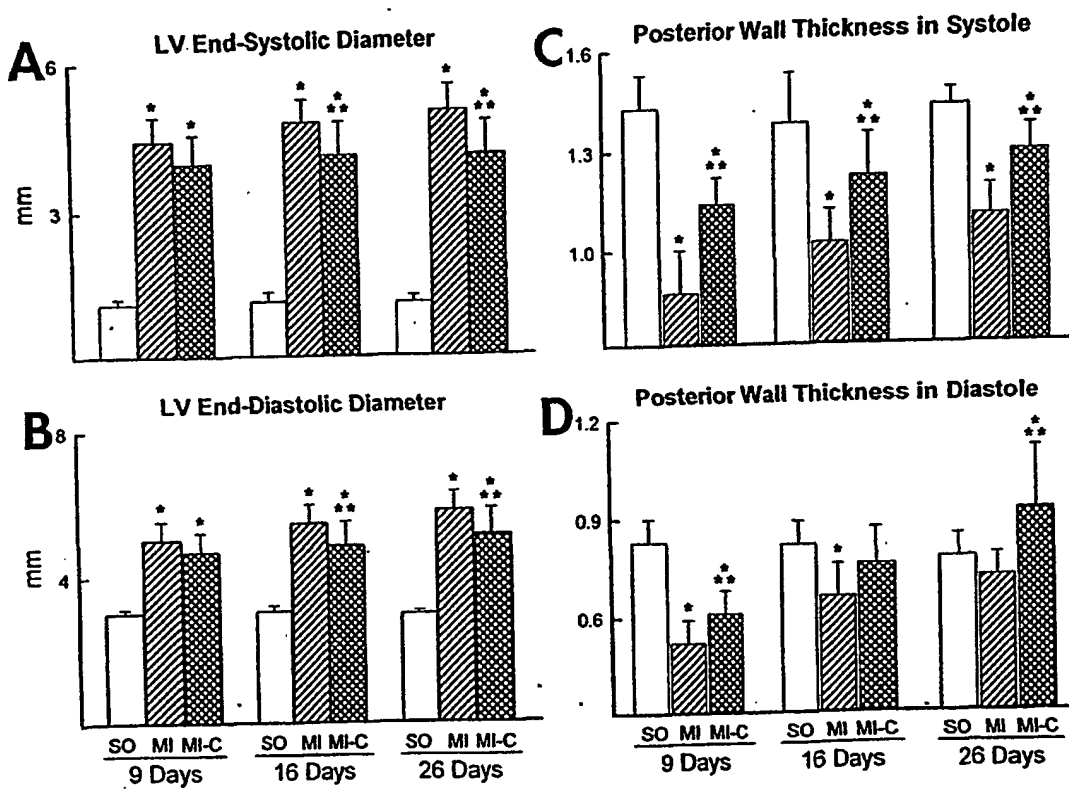 A
LV End-Systolic Diameter
6
3
mm
* * * * ** * * **
B
LV End-Diastolic Diameter
8
4
mm
* * * * ** * * **
SO MI MI-C SO MI MI-C SO MI MI-C
9 Days 16 Days 26 Days
C
Posterior Wall Thickness in Systole
1.6
1.3
1.0
* * ** * * ** * * **
D
Posterior Wall Thickness in Diastole
1.2
0.9
0.6
* * ** * * **
SO MI MI-C SO MI MI-C SO MI MI-C
9 Days 16 Days 26 Days